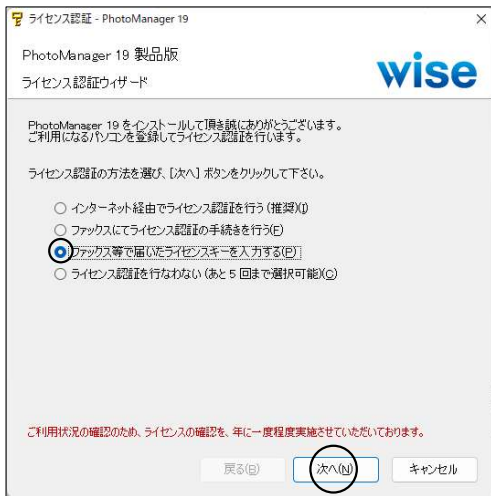 ライセンス認証 - PhotoManager 19
PhotoManager 19 製品版
ライセンス認証ウィザード
wise
PhotoManager 19 をインストールして頂き誠にありがとうございます。
ご利用になるパソコンを登録してライセンス認証を行います。
ライセンス認証の方法を選び、[次へ] ボタンをクリックして下さい。
インターネット経由でライセンス認証を行う(推奨)(I)
ファックスにてライセンス認証の手続きを行う(F)
ファックス等で届いたライセンスキーを入力する(P)
ライセンス認証を行なわない(あと 5 回まで選択可能)(C)
ご利用状況の確認のため、ライセンスの確認を、年に一度程度実施させていただいております。
戻る(B)
次へ(N)
キャンセル